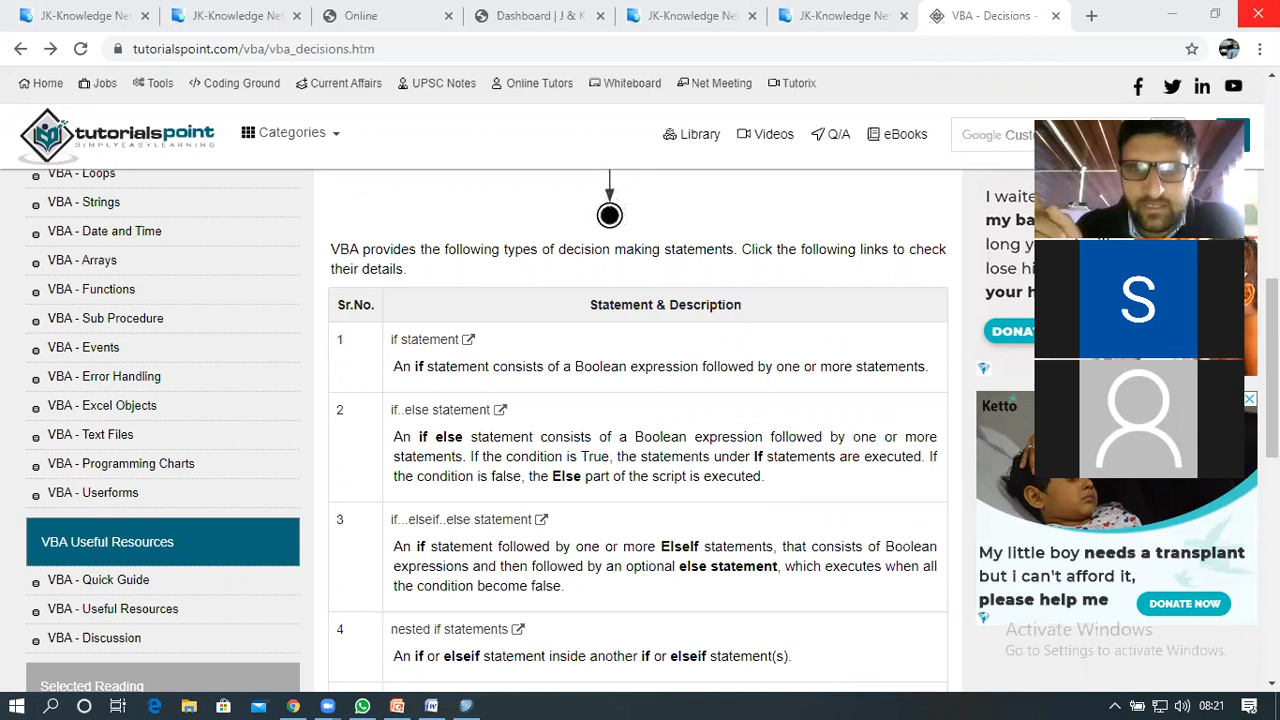 JK-Knowledge Net
JK-Knowledge Net
Online
Dashboard | J & K
JK-Knowledge Net
JK-Knowledge Net
VBA - Decisions -
tutorialspoint.com/vba/vba_decisions.htm
Home
Jobs
Tools
Coding Ground
Current Affairs
UPSC Notes
Online Tutors
Whiteboard
Net Meeting
Tutorix
tutorialspoint
SIMPLYEASYLEARNING
Categories
Library
Videos
Q/A
eBooks
Google Cust
VBA - Loops
VBA - Strings
VBA - Date and Time
VBA - Arrays
VBA - Functions
VBA - Sub Procedure
VBA - Events
VBA - Error Handling
VBA - Excel Objects
VBA - Text Files
VBA - Programming Charts
VBA - Userforms
VBA Useful Resources
VBA - Quick Guide
VBA - Useful Resources
VBA - Discussion
Selected Reading
VBA provides the following types of decision making statements. Click the following links to check
their details.
Sr.No. Statement & Description
1 if statement
An if statement consists of a Boolean expression followed by one or more statements.
2 if..else statement
An if else statement consists of a Boolean expression followed by one or more
statements. If the condition is True, the statements under If statements are executed. If
the condition is false, the Else part of the script is executed.
3 if...elseif..else statement
An if statement followed by one or more ElseIf statements, that consists of Boolean
expressions and then followed by an optional else statement, which executes when all
the condition become false.
4 nested if statements
An if or elseif statement inside another if or elseif statement(s).
I waite
my ba
long y
lose hi
your h
DONA
S
Ketto
My little boy needs a transplant
but i can't afford it,
please help me
DONATE NOW
Activate Windows
Go to Settings to activate Windows.
08:21